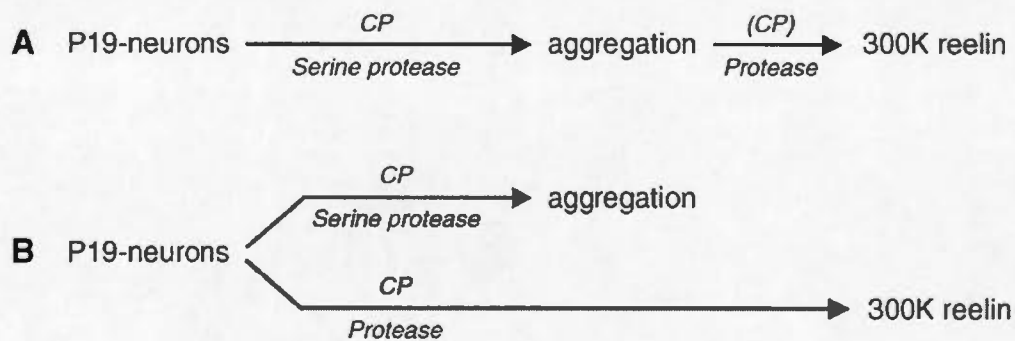 CP (CP)
A P19-neurons aggregation 300K reelin
Serine protease Protease
CP
aggregation
Serine protease
B P19-neurons
CP
300K reelin
Protease